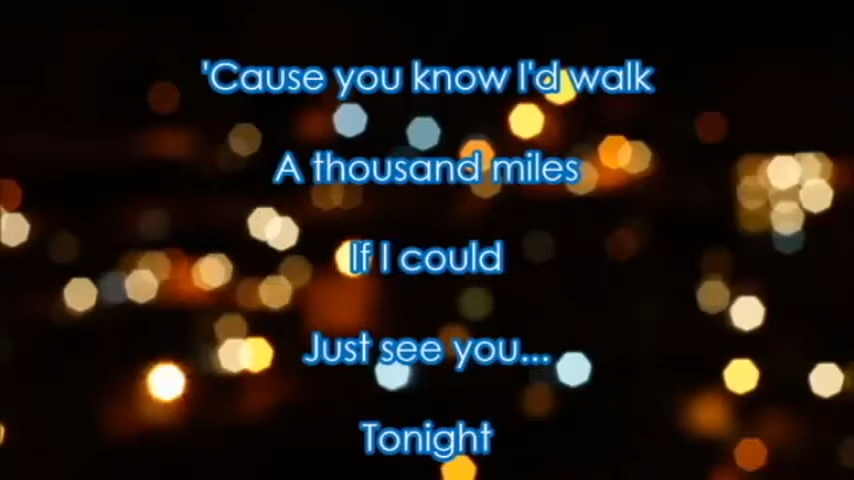 'Cause you know I'd walk
A thousand miles
If I could
Just see you...
Tonight